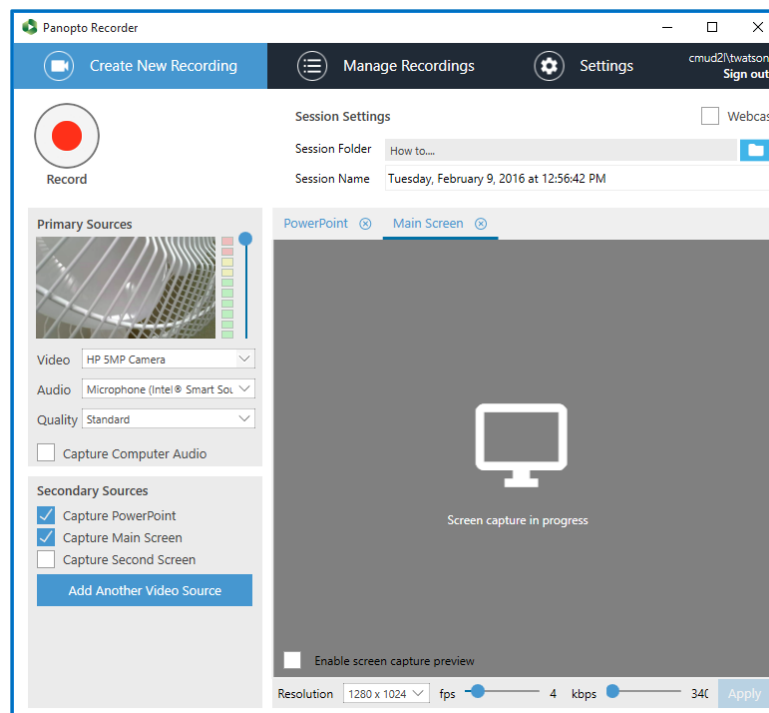 Panopto Recorder
Create New Recording
Manage Recordings
Settings
cmud2l\twatson
Sign out
Record
Session Settings
Webcas
Session Folder
How to....
Session Name
Tuesday, February 9, 2016 at 12:56:42 PM
Primary Sources
Video
HP 5MP Camera
Audio
Microphone (Intel® Smart Sou
Quality
Standard
Capture Computer Audio
Secondary Sources
Capture PowerPoint
Capture Main Screen
Capture Second Screen
Add Another Video Source
PowerPoint
Main Screen
Screen capture in progress
Enable screen capture preview
Resolution
1280 x 1024
fps
4
kbps
340
Apply